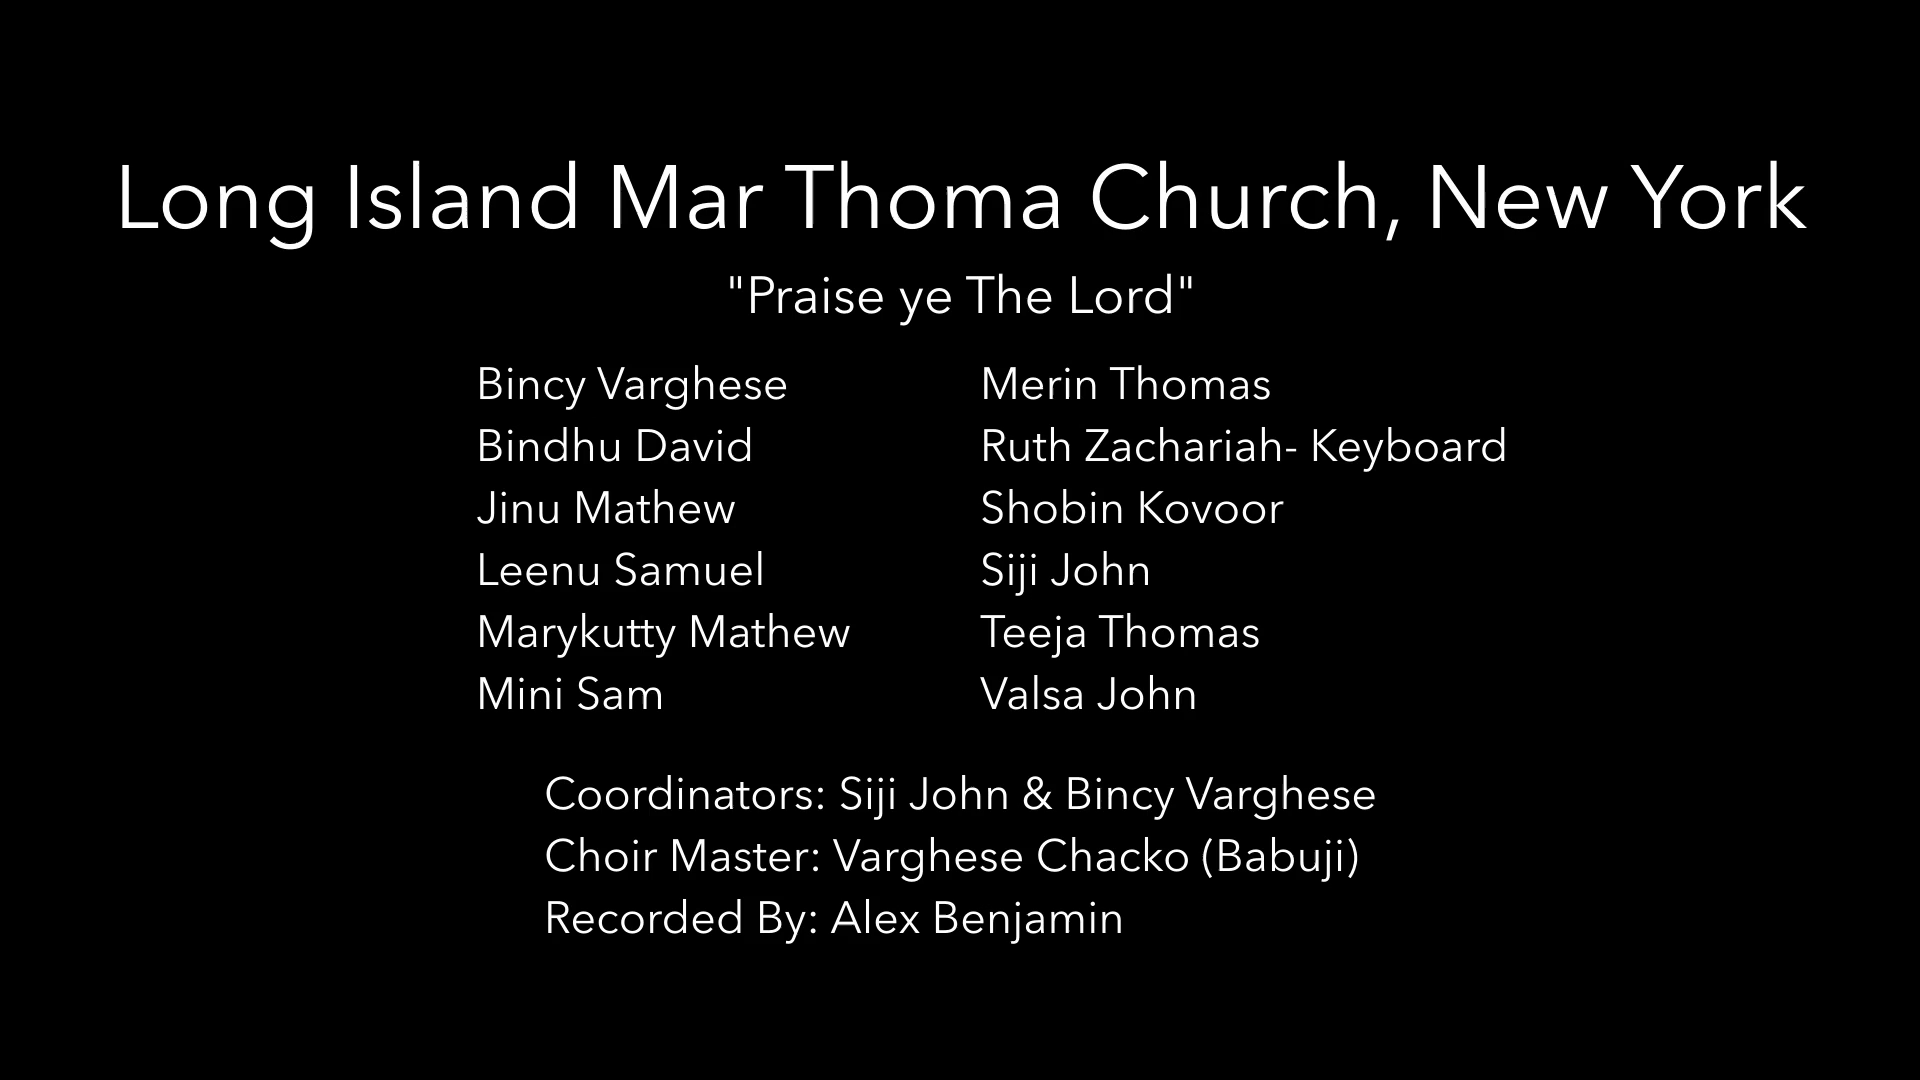 Long Island Mar Thoma Church, New York
"Praise ye The Lord"
Bincy Varghese
Bindhu David
Jinu Mathew
Leenu Samuel
Marykutty Mathew
Mini Sam
Merin Thomas
Ruth Zachariah- Keyboard
Shobin Kovoor
Siji John
Teeja Thomas
Valsa John
Coordinators: Siji John & Bincy Varghese
Choir Master: Varghese Chacko (Babuji)
Recorded By: Alex Benjamin